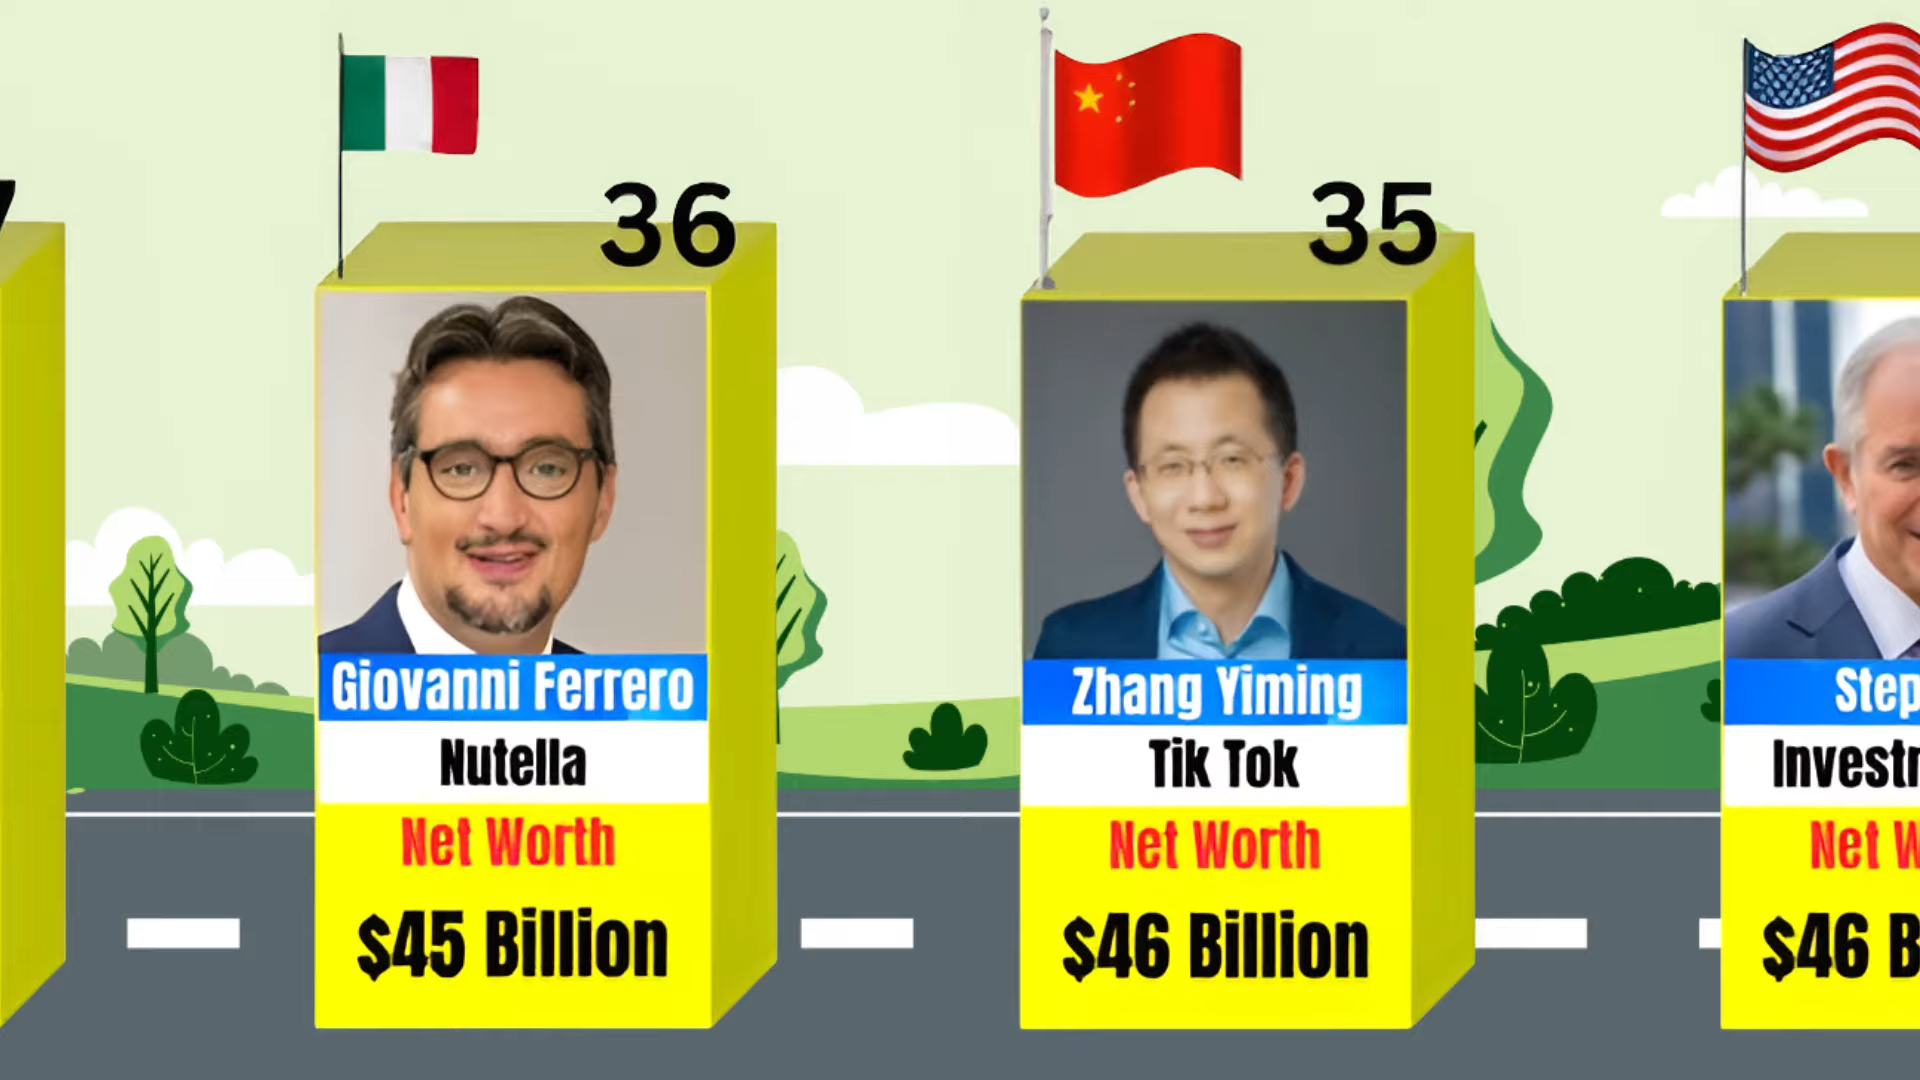 36
Giovanni Ferrero
Nutella
Net Worth
$45 Billion
35
Zhang Yiming
Tik Tok
Net Worth
$46 Billion
Step
Investr
Net W
$46 B